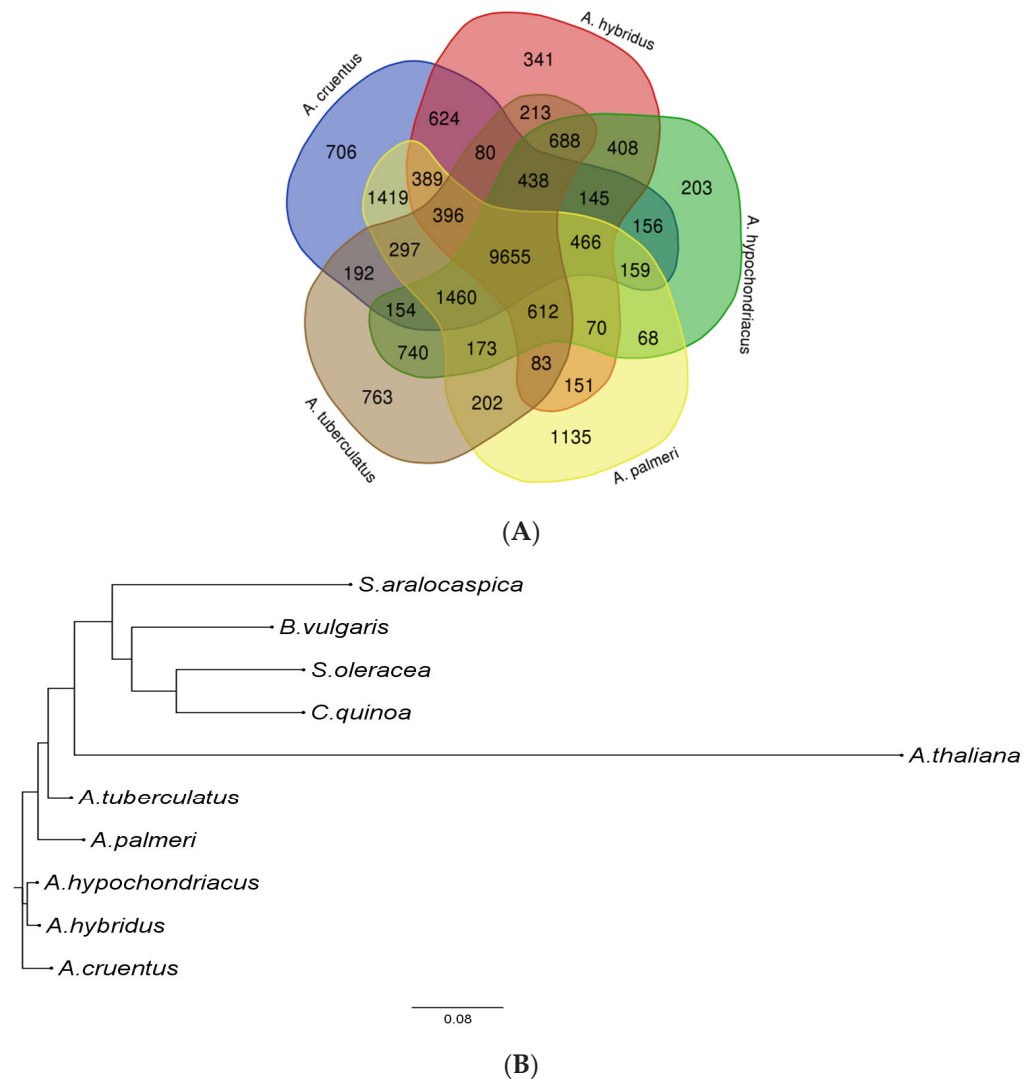 A. hybridus
A. cruentus
341
213
624
688
408
80
706
438
203
389
1419
145
396
156
A. hypochondriacus
297
9655
466
192
159
1460
154
612
70
68
740
173
83
763
151
202
A. tuberculatus
1135
A. palmeri
(A)
S.aralocaspica
B.vulgaris
S.oleracea
C.quinoa
A.thaliana
A.tuberculatus
A.palmeri
A.hypochondriacus
A.hybridus
A.cruentus
0.08
(B)